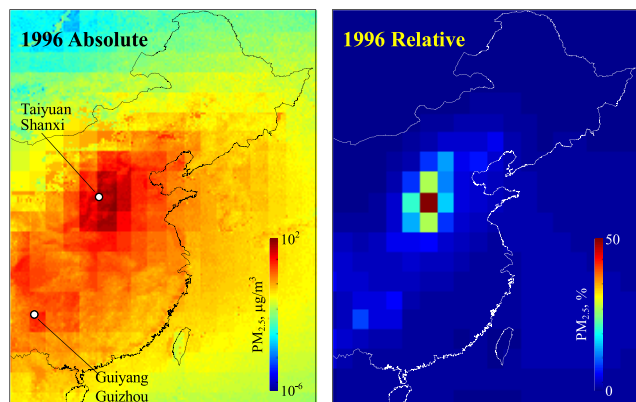 1996 Absolute
Taiyuan
Shanxi
10²
PM₂.₅, μg/m³
10⁻⁶
Guiyang
Guizhou
1996 Relative
50
PM₂.₅, %
0